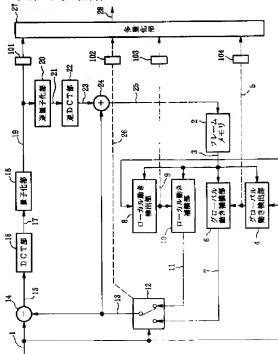 27
28
多重化部
101
102
103
104
20
21
22
23
24
25
逆量子化部
逆DCT部
19
26
5
2
フレーム
メモリ
3
18
量子化部
17
16
DCT部
15
14
13
12
1
8
ローカル動き
検出部
9
10
ローカル動き
補償部
11
6
グローバル
動き補償部
7
4
グローバル
動き検出部